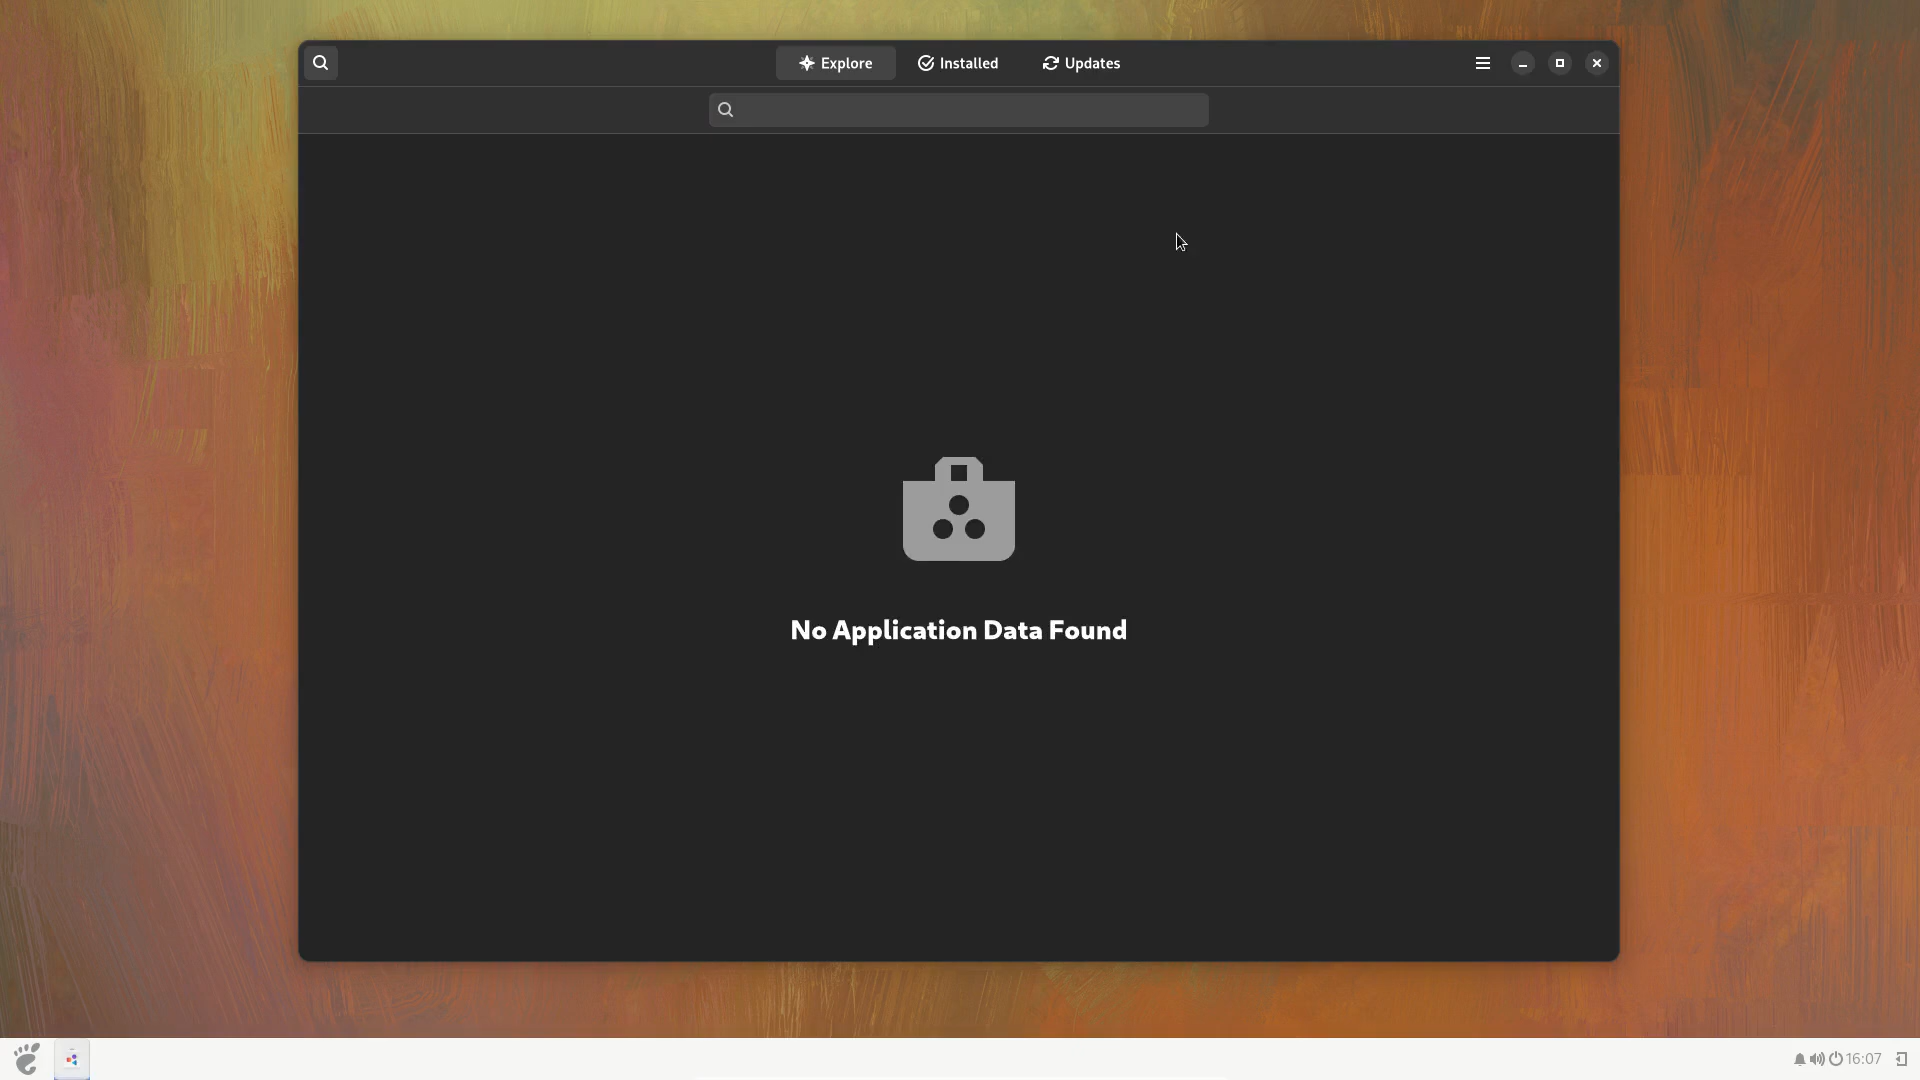 Explore
Installed
Updates
No Application Data Found
16:07